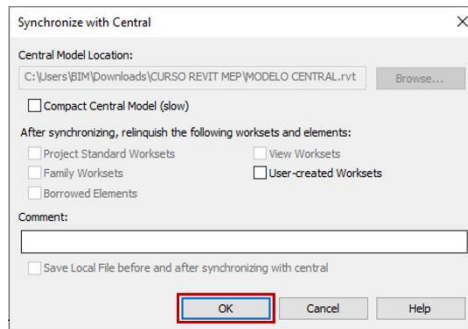 Synchronize with Central
Central Model Location:
C:\Users\BIM\Downloads\CURSO REVIT MEP\MODELO CENTRAL.rvt Browse...
Compact Central Model (slow)
After synchronizing, relinquish the following worksets and elements:
Project Standard Worksets View Worksets
Family Worksets User-created Worksets
Borrowed Elements
Comment:
Save Local File before and after synchronizing with central
OK Cancel Help